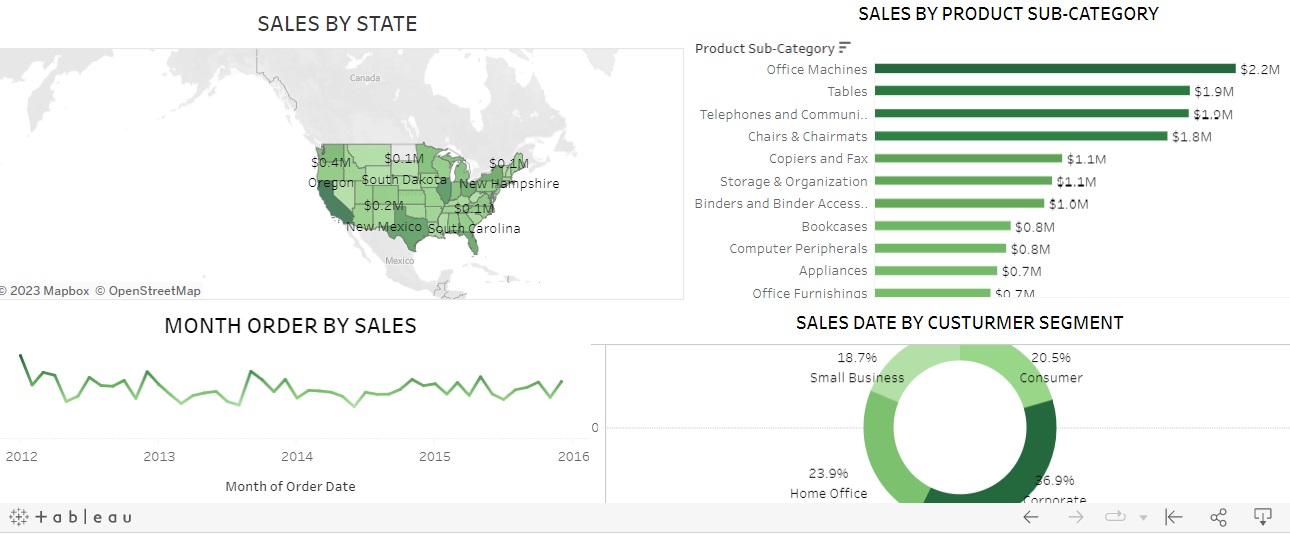 SALES BY STATE
Canada
$0.4M
$0.1M
$0.1M
Oregon
South Dakota
New Hampshire
$0.2M
$0.1M
New Mexico
South Carolina
Mexico
© 2023 Mapbox © OpenStreetMap
SALES BY PRODUCT SUB-CATEGORY
Product Sub-Category
Office Machines $2.2M
Tables $1.9M
Telephones and Communi.. $1.9M
Chairs & Chairmats $1.8M
Copiers and Fax $1.1M
Storage & Organization $1.1M
Binders and Binder Access.. $1.0M
Bookcases $0.8M
Computer Peripherals $0.8M
Appliances $0.7M
Office Furnishings $0.7M
MONTH ORDER BY SALES
2012 2013 2014 2015 2016
Month of Order Date
SALES DATE BY CUSTURMER SEGMENT
18.7%
Small Business
20.5%
Consumer
0
23.9%
Home Office
36.9%
Corporate
+ a b l e a u